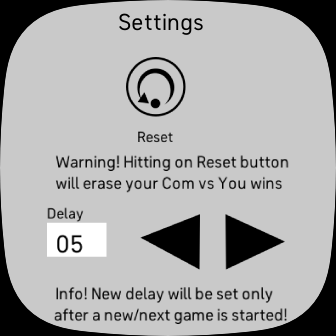 Settings
Reset
Warning! Hitting on Reset button
will erase your Com vs You wins
Delay
05
Info! New delay will be set only
after a new/next game is started!